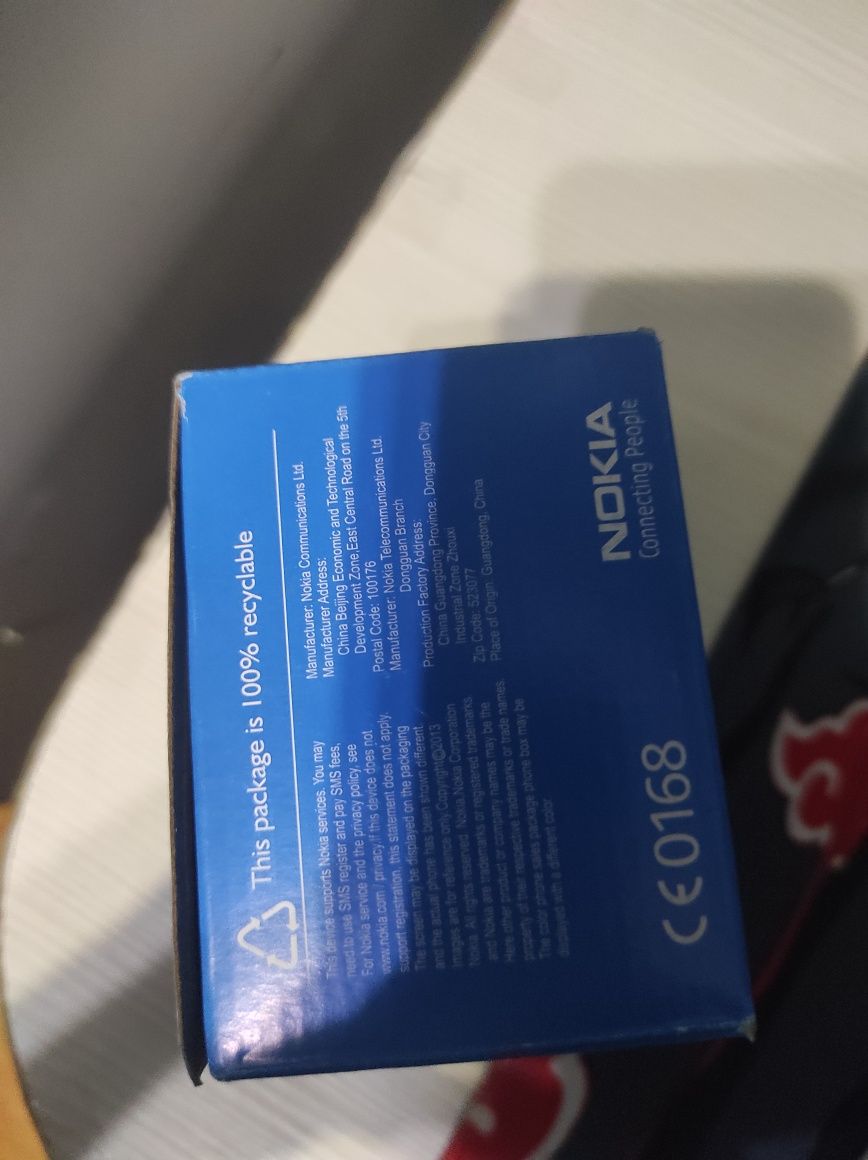 This package is 100% recyclable
This device supports Nokia services. You may
need to use SMS register and pay SMS fees,
For Nokia service and the privacy policy, see
www.nokia.com / privacy.If this device does not
support registration, this statement does not apply.
The screen may be displayed on the packaging
and the actual phone has been shown different
images are for reference only.Copyright©2013
Nokia. All rights reserved. Nokia,Nokia Corporation
and Nokia are trademarks or registered trademarks.
Here other product or company names may be the
property of their respective trademarks or trade names.
The color phone sales package phone box may be
displayed with a different color
Manufacturer: Nokia Communications Ltd.
Manufacturer Address:
China Beijing Economic and Technological
Development Zone,East Central Road on the 5th
Postal Code: 100176
Manufacturer: Nokia Telecommunications Ltd.
Dongguan Branch
Production Factory Address:
China Guangdong Province, Dongguan City
Industrial Zone Zhouxi
Zip Code: 523077
Place of Origin: Guangdong, China
CE0168
NOKIA
Connecting People